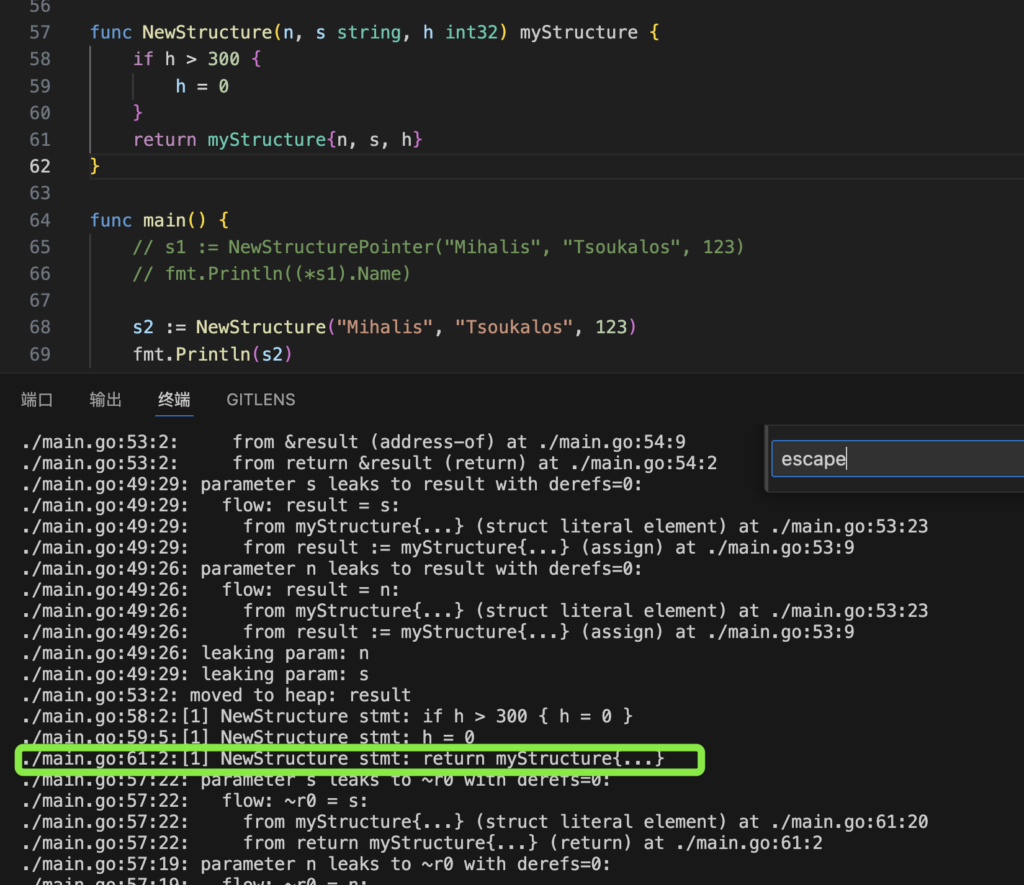 56
57 func NewStructure(n, s string, h int32) myStructure {
58 if h > 300 {
59 h = 0
60 }
61 return myStructure{n, s, h}
62 }
63
64 func main() {
65 // s1 := NewStructurePointer("Mihalis", "Tsoukalos", 123)
66 // fmt.Println((*s1).Name)
67
68 s2 := NewStructure("Mihalis", "Tsoukalos", 123)
69 fmt.Println(s2)
端口 输出 终端 GITLENS
escape
./main.go:53:2: from &result (address-of) at ./main.go:54:9
./main.go:53:2: from return &result (return) at ./main.go:54:2
./main.go:49:29: parameter s leaks to result with derefs=0:
./main.go:49:29: flow: result = s:
./main.go:49:29: from myStructure{...} (struct literal element) at ./main.go:53:23
./main.go:49:29: from result := myStructure{...} (assign) at ./main.go:53:9
./main.go:49:26: parameter n leaks to result with derefs=0:
./main.go:49:26: flow: result = n:
./main.go:49:26: from myStructure{...} (struct literal element) at ./main.go:53:23
./main.go:49:26: from result := myStructure{...} (assign) at ./main.go:53:9
./main.go:49:26: leaking param: n
./main.go:49:29: leaking param: s
./main.go:53:2: moved to heap: result
./main.go:58:2:[1] NewStructure stmt: if h > 300 { h = 0 }
./main.go:59:5:[1] NewStructure stmt: h = 0
./main.go:61:2:[1] NewStructure stmt: return myStructure{...}
./main.go:57:22: parameter s leaks to ~r0 with derefs=0:
./main.go:57:22: flow: ~r0 = s:
./main.go:57:22: from myStructure{...} (struct literal element) at ./main.go:61:20
./main.go:57:22: from return myStructure{...} (return) at ./main.go:61:2
./main.go:57:19: parameter n leaks to ~r0 with derefs=0:
./main.go:57:19: flow: ~r0 = n: